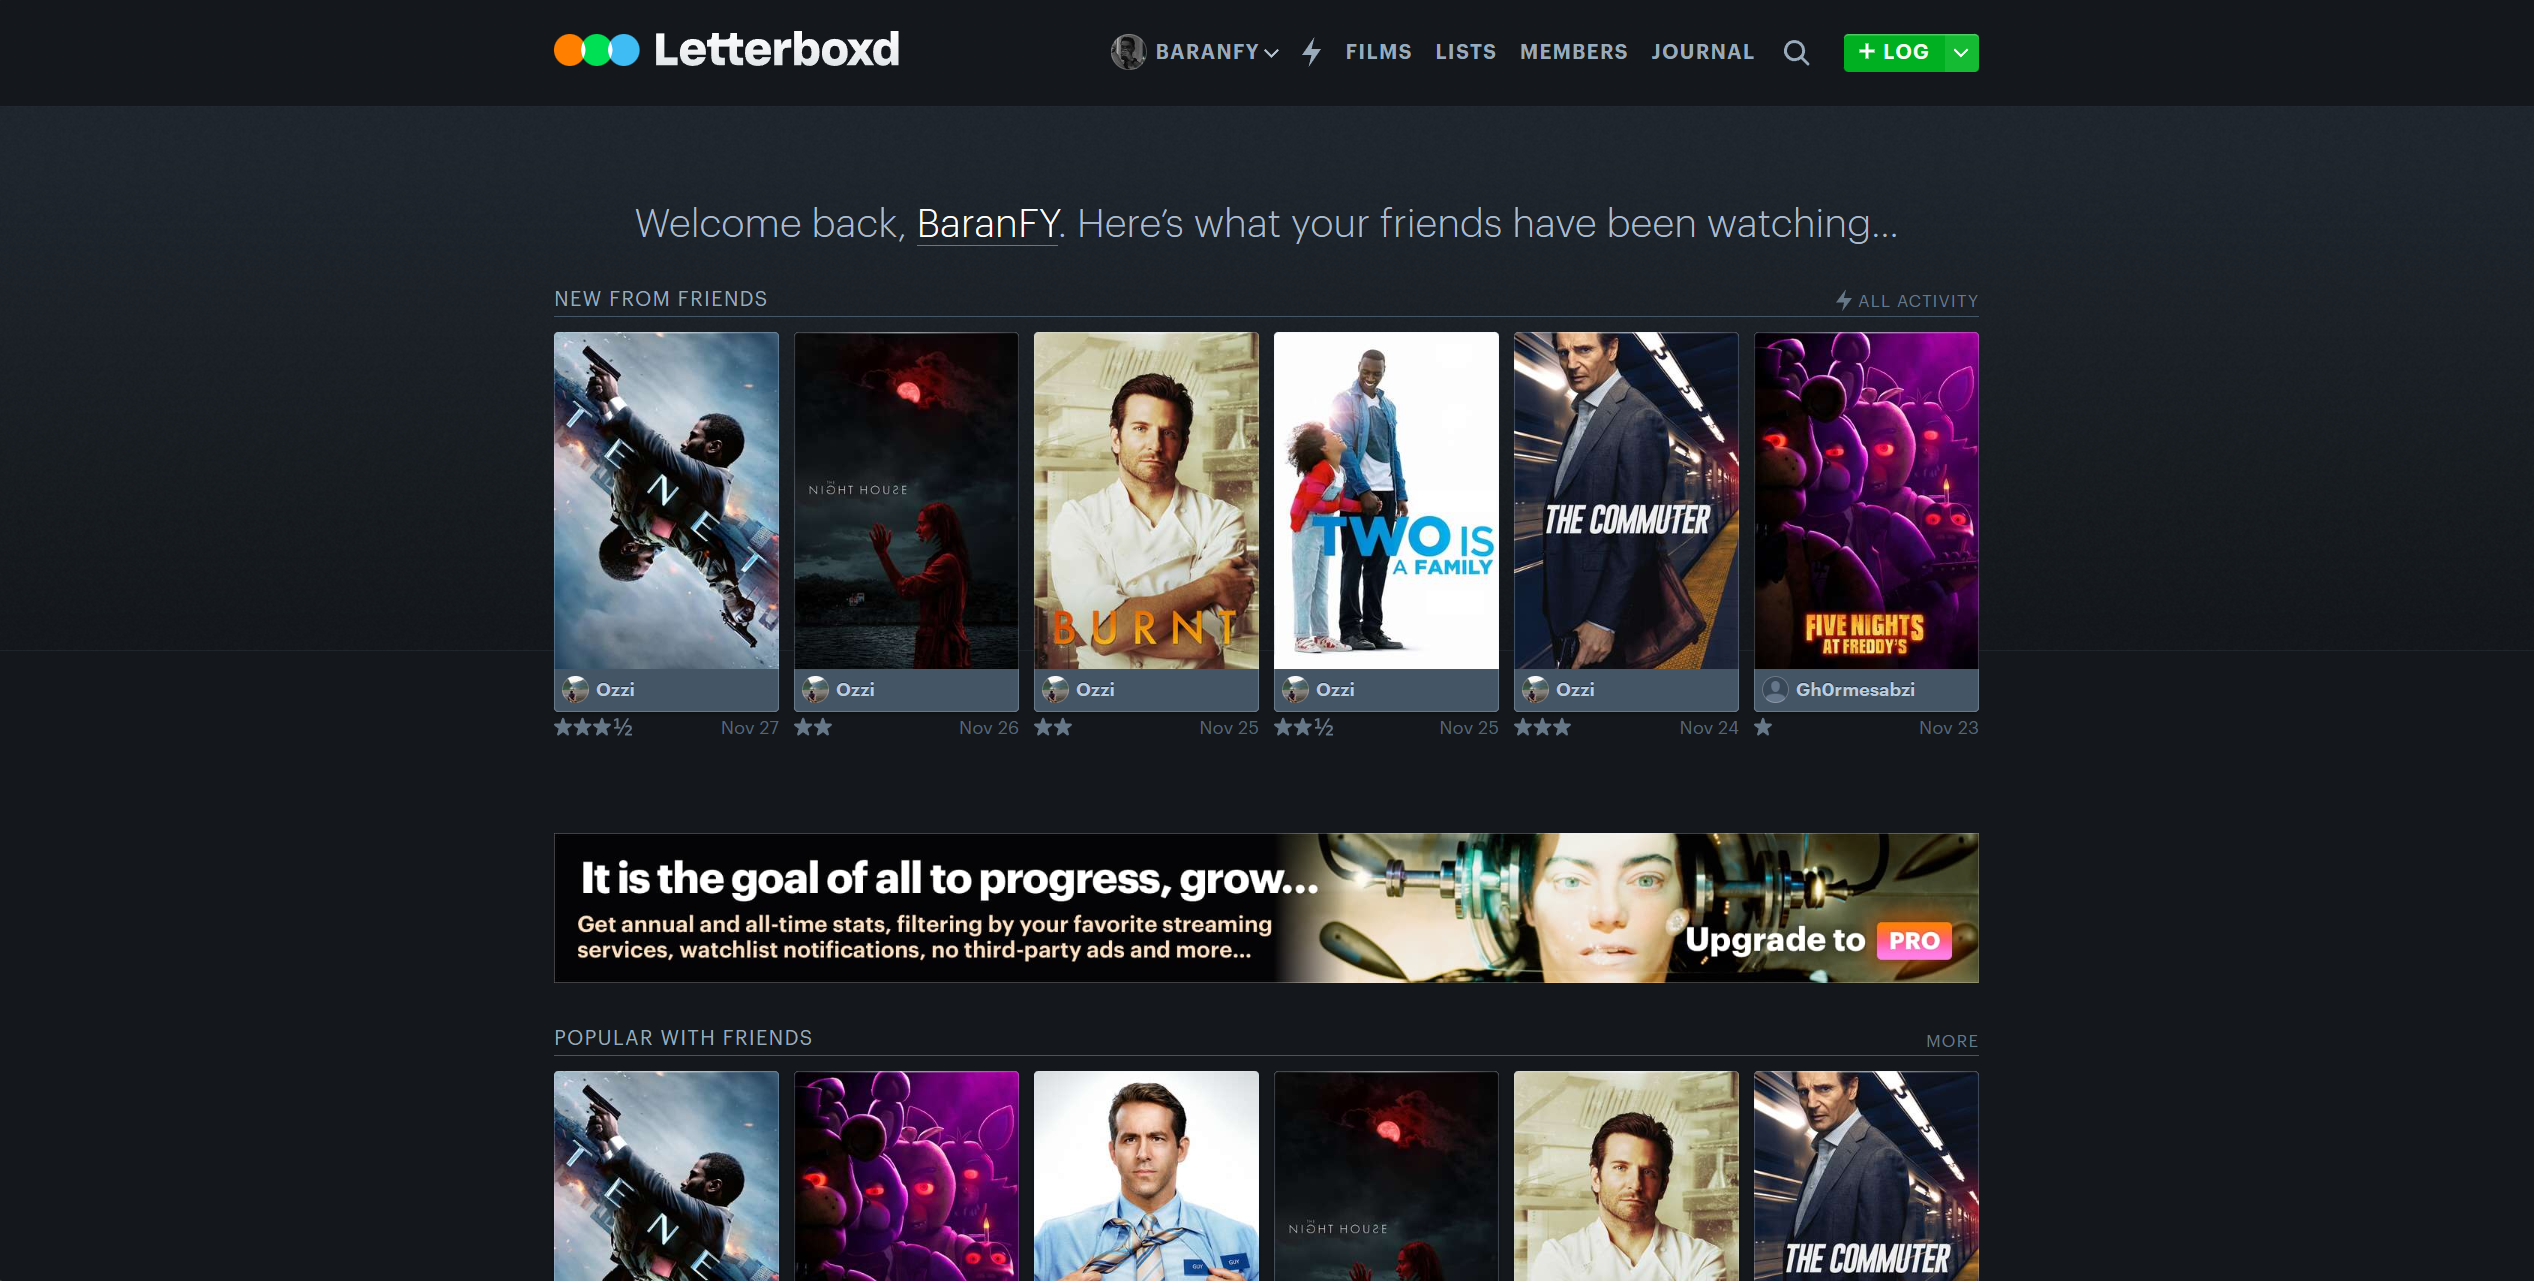 Letterboxd
BARANFY
FILMS
LISTS
MEMBERS
JOURNAL
+ LOG
Welcome back, BaranFY. Here's what your friends have been watching...
NEW FROM FRIENDS
ALL ACTIVITY
TENET
THE NIGHT HOUSE
BURNT
TWO IS
A FAMILY
THE COMMUTER
FIVE NIGHTS
AT FREDDY'S
Ozzi
Ozzi
Ozzi
Ozzi
Ozzi
Gh0rmesabzi
★★★½
Nov 27
★★
Nov 26
★★
Nov 25
★★½
Nov 25
★★★
Nov 24
★
Nov 23
It is the goal of all to progress, grow...
Get annual and all-time stats, filtering by your favorite streaming
services, watchlist notifications, no third-party ads and more...
Upgrade to PRO
POPULAR WITH FRIENDS
MORE
TENE
GUY
GUY
THE NIGHT HOUSE
THE COMMUTER